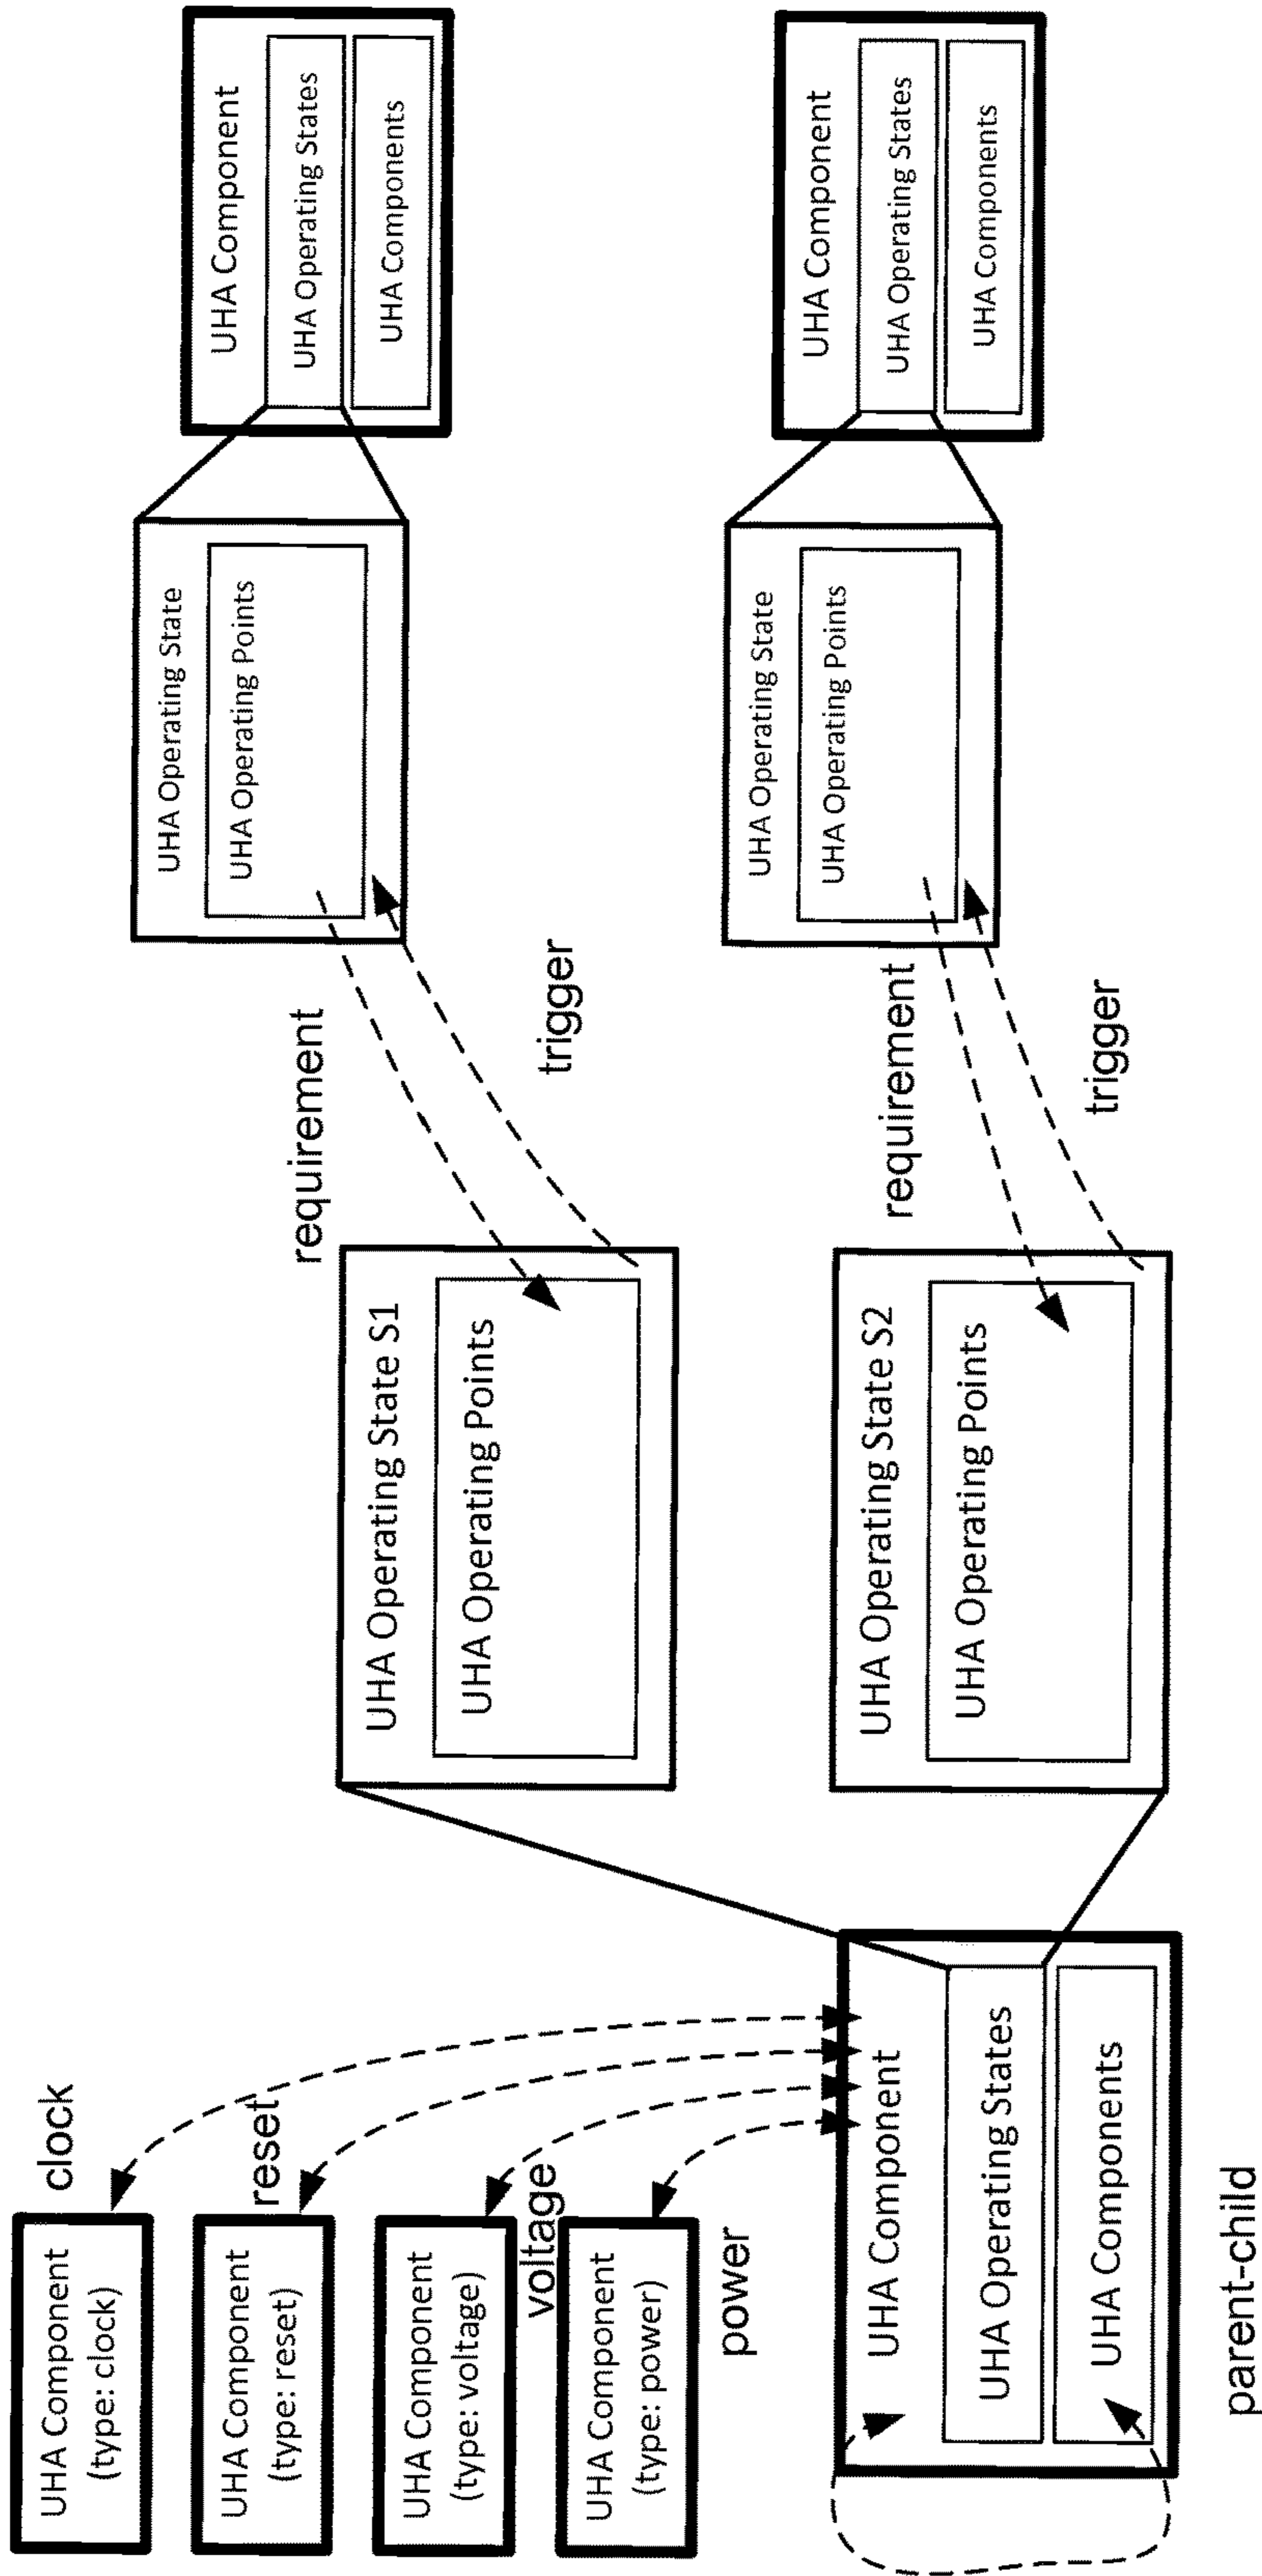 UHA Component
(type: clock)
clock
UHA Component
(type: reset)
reset
UHA Component
(type: voltage)
voltage
UHA Component
(type: power)
power
UHA Component
UHA Operating States
UHA Components
parent-child
UHA Operating State S1
UHA Operating Points
UHA Operating State S2
UHA Operating Points
requirement
trigger
requirement
trigger
UHA Operating State
UHA Operating Points
UHA Operating State
UHA Operating Points
UHA Component
UHA Operating States
UHA Components
UHA Component
UHA Operating States
UHA Components